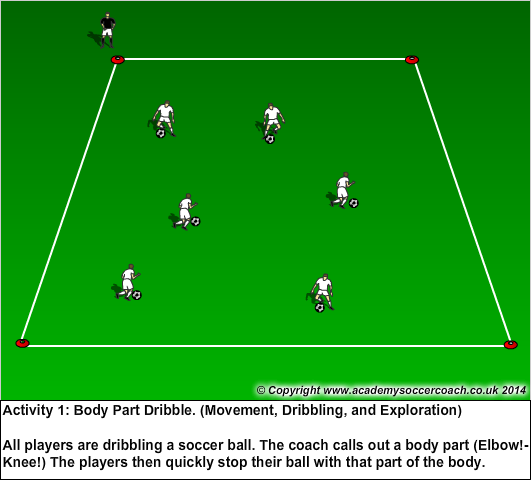 © Copyright www.academysoccercoach.co.uk 2014
Activity 1: Body Part Dribble. (Movement, Dribbling, and Exploration)
All players are dribbling a soccer ball. The coach calls out a body part (Elbow!-
Knee!) The players then quickly stop their ball with that part of the body.